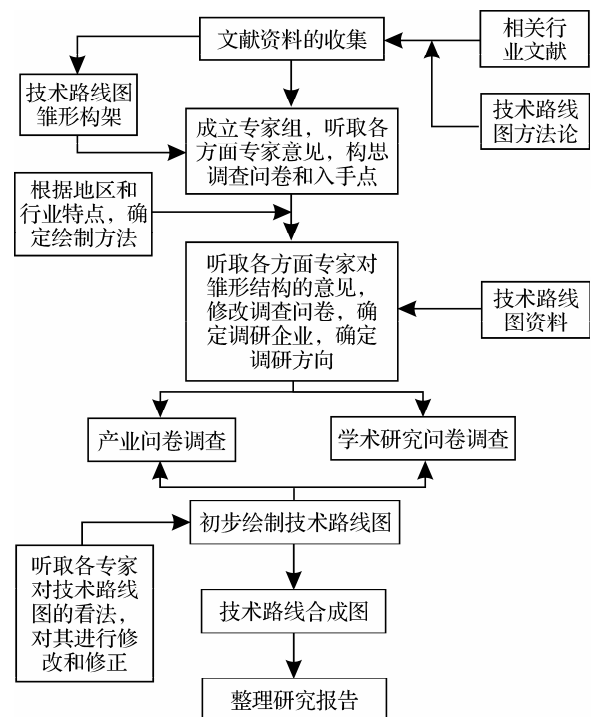 文献资料的收集
相关行
业文献
技术路线图
雏形构架
技术路线
图方法论
成立专家组，听取各
方面专家意见，构思
调查问卷和入手点
根据地区和
行业特点，确
定绘制方法
听取各方面专家对
雏形结构的意见，
修改调查问卷，确
定调研企业，确定
调研方向
技术路线
图资料
产业问卷调查
学术研究问卷调查
初步绘制技术路线图
听取各专家
对技术路线
图的看法，
对其进行修
改和修正
技术路线合成图
整理研究报告